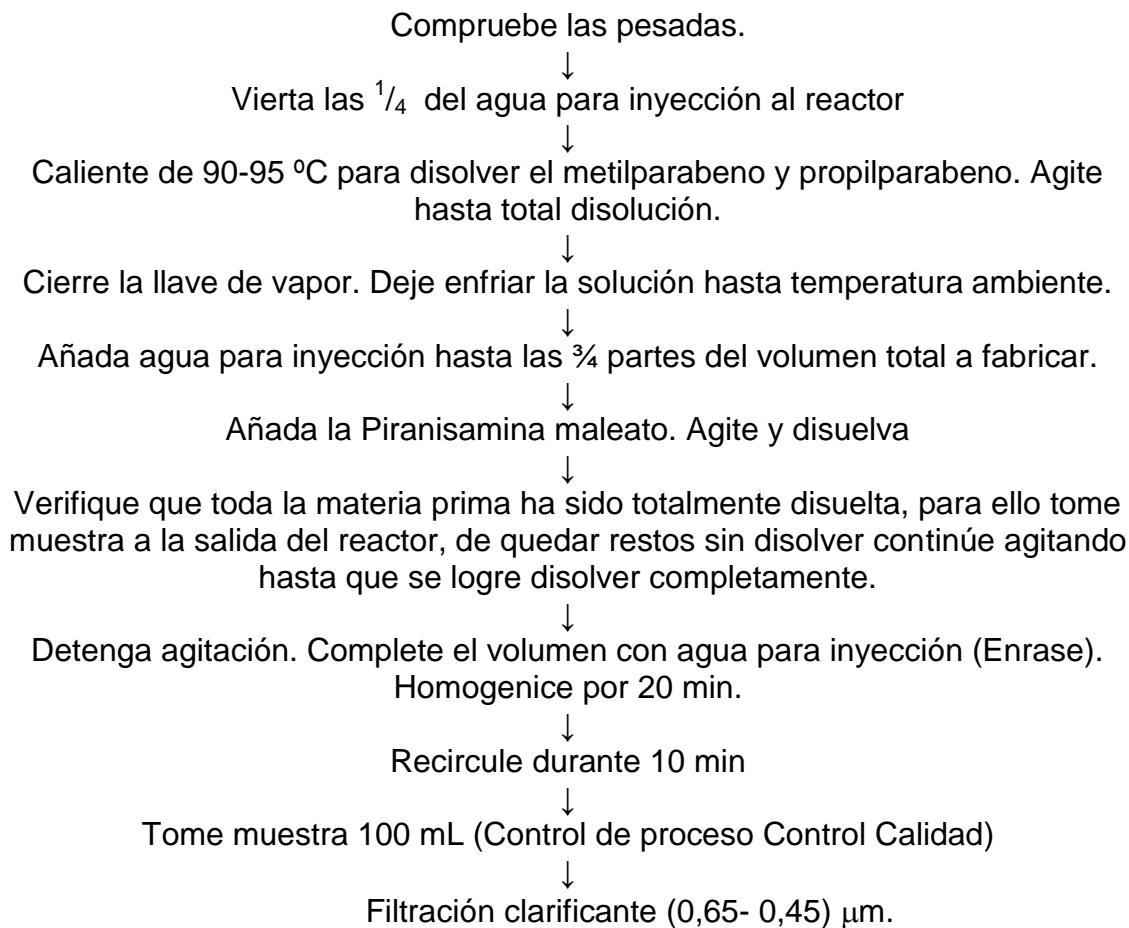 Compruebe las pesadas.
↓
Vierta las 1/4 del agua para inyección al reactor
↓
Caliente de 90-95 ºC para disolver el metilparabeno y propilparabeno. Agite
hasta total disolución.
↓
Cierre la llave de vapor. Deje enfriar la solución hasta temperatura ambiente.
↓
Añada agua para inyección hasta las ¾ partes del volumen total a fabricar.
↓
Añada la Piranisamina maleato. Agite y disuelva
↓
Verifique que toda la materia prima ha sido totalmente disuelta, para ello tome
muestra a la salida del reactor, de quedar restos sin disolver continúe agitando
hasta que se logre disolver completamente.
↓
Detenga agitación. Complete el volumen con agua para inyección (Enrase).
Homogenice por 20 min.
↓
Recircule durante 10 min
↓
Tome muestra 100 mL (Control de proceso Control Calidad)
↓
Filtración clarificante (0,65- 0,45) μm.